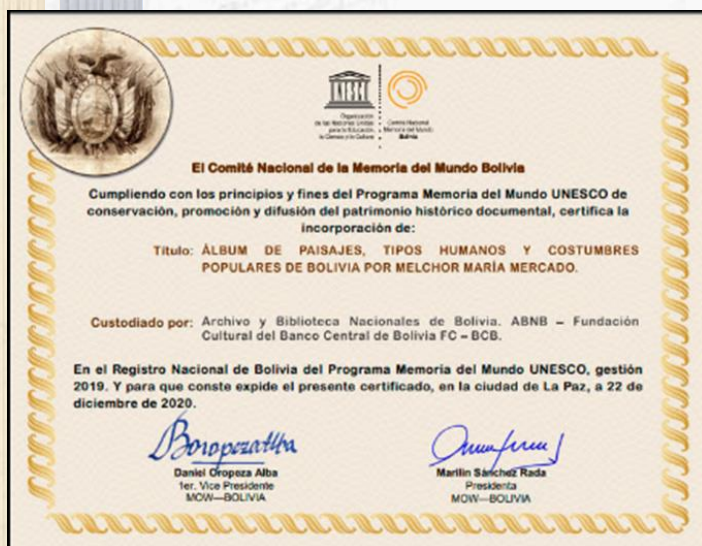 UNESCO
Organización
de las Naciones Unidas
para la Educación,
la Ciencia y la Cultura
Comité Nacional
Memoria del Mundo
Bolivia
El Comité Nacional de la Memoria del Mundo Bolivia
Cumpliendo con los principios y fines del Programa Memoria del Mundo UNESCO de
conservación, promoción y difusión del patrimonio histórico documental, certifica la
incorporación de:
Título: ÁLBUM DE PAISAJES, TIPOS HUMANOS Y COSTUMBRES
POPULARES DE BOLIVIA POR MELCHOR MARÍA MERCADO.
Custodiado por: Archivo y Biblioteca Nacionales de Bolivia. ABNB – Fundación
Cultural del Banco Central de Bolivia FC – BCB.
En el Registro Nacional de Bolivia del Programa Memoria del Mundo UNESCO, gestión
2019. Y para que conste expide el presente certificado, en la ciudad de La Paz, a 22 de
diciembre de 2020.
Daniel Oropeza Alba
1er. Vice Presidente
MOW—BOLIVIA
Marilin Sánchez Rada
Presidenta
MOW—BOLIVIA